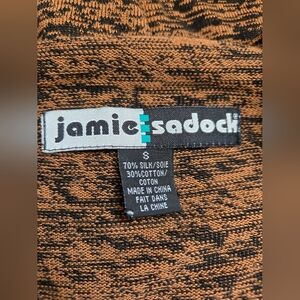 jamie sadock
S
70% SILK/SOIE
30%COTTON/
COTON
MADE IN CHINA
FAIT DANS
LA CHINE